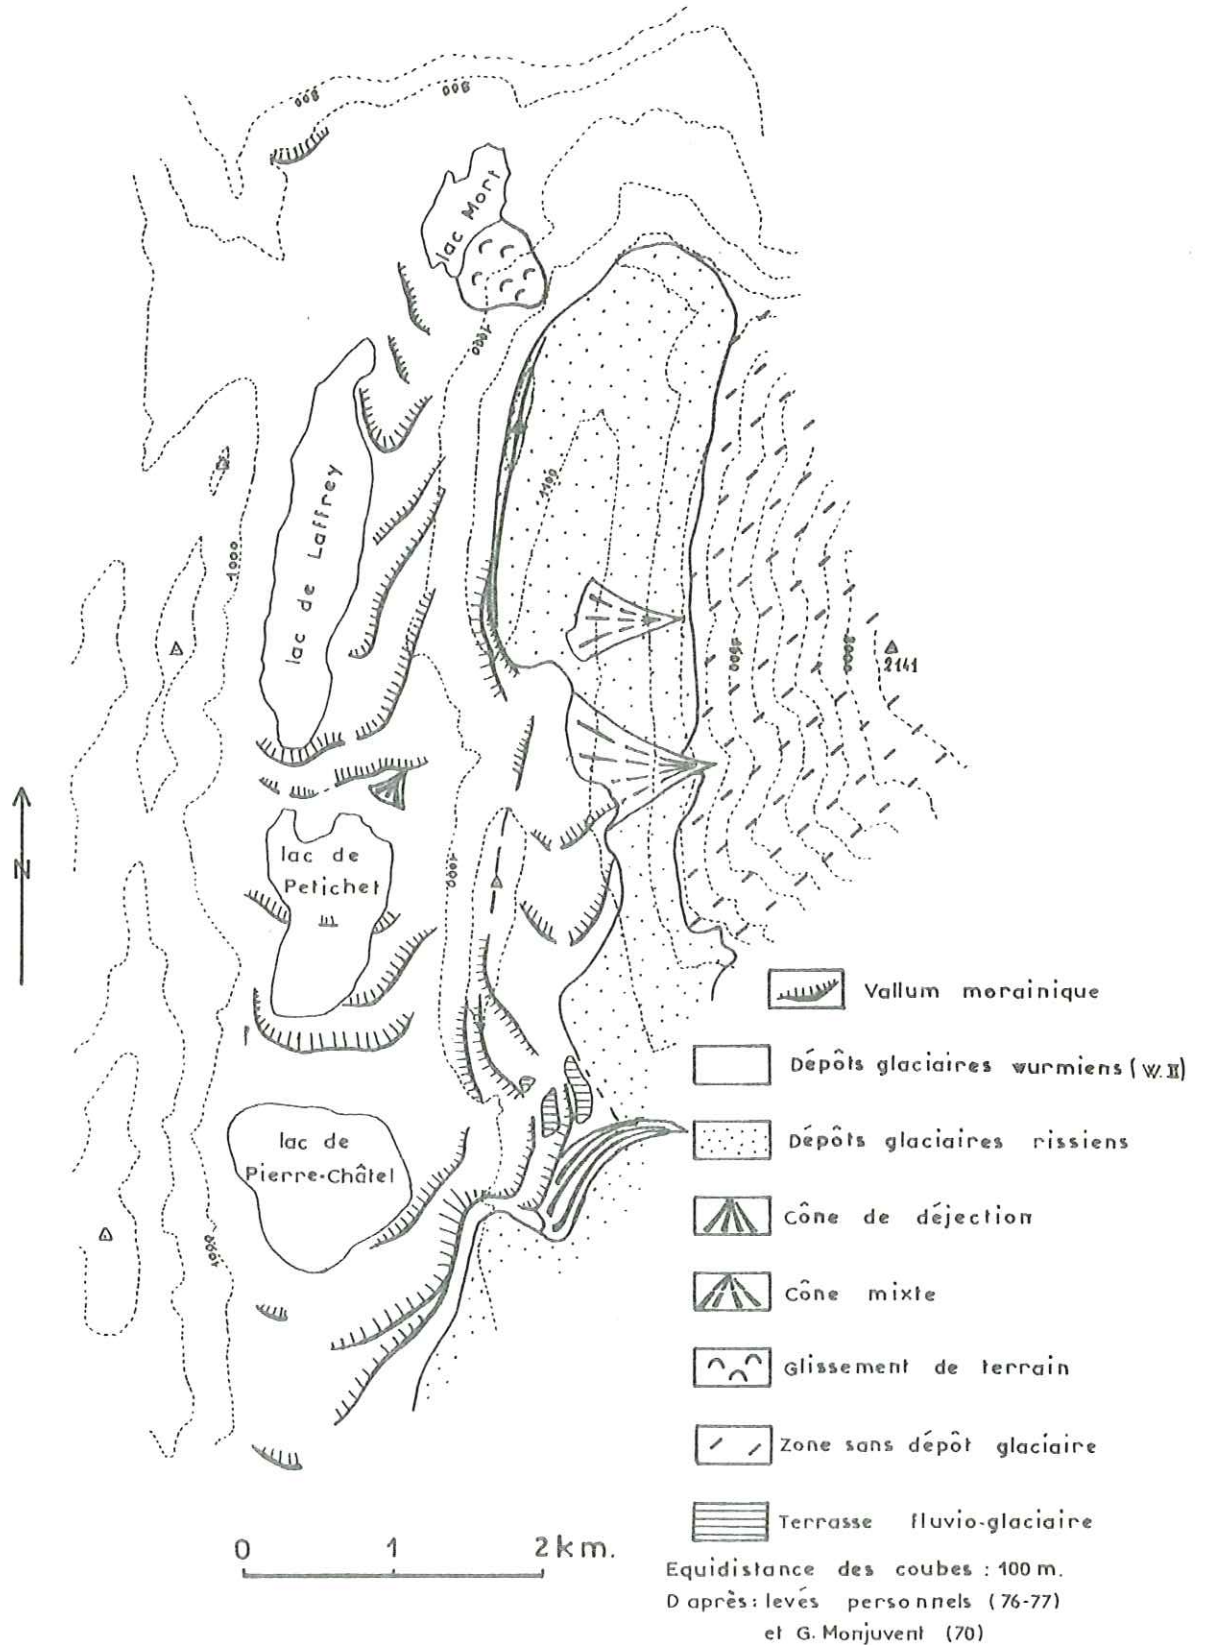 800
800
lac Mort
1000
1100
lac de Laffrey
1000
1500
2000
2141
N
lac de
Petichet
1000
Vallum morainique
Dépôts glaciaires wurmiens (W.II)
lac de
Pierre-Châtel
Dépôts glaciaires rissiens
Cône de déjection
1000
Cône mixte
Glissement de terrain
Zone sans dépôt glaciaire
Terrasse fluvio-glaciaire
0 1 2 km.
Equidistance des coubes : 100 m.
D après : levés personnels (76-77)
et G. Monjuvent (70)